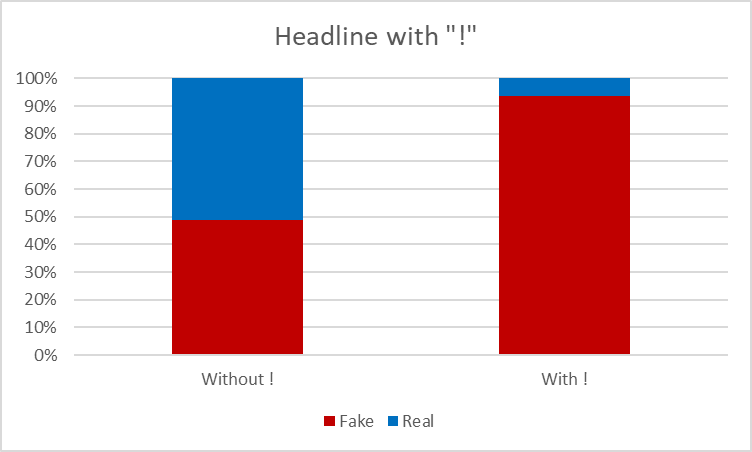 Headline with "!"
100%
90%
80%
70%
60%
50%
40%
30%
20%
10%
0%
Without !
With !
Fake
Real